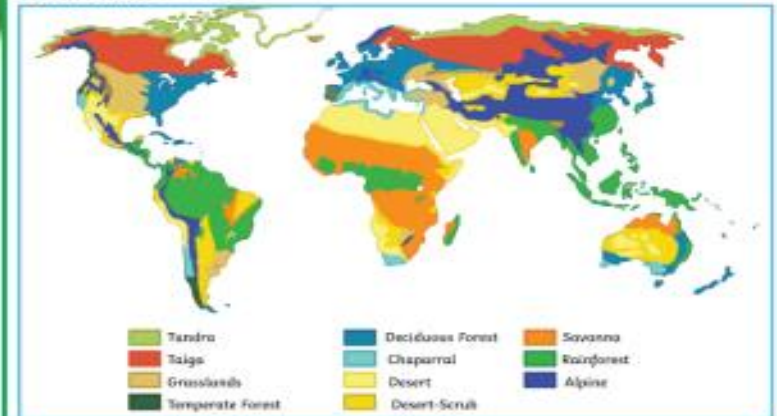 Tundra
Taiga
Grasslands
Temperate Forest
Deciduous Forest
Chaparral
Desert
Desert-Scrub
Savanna
Rainforest
Alpine